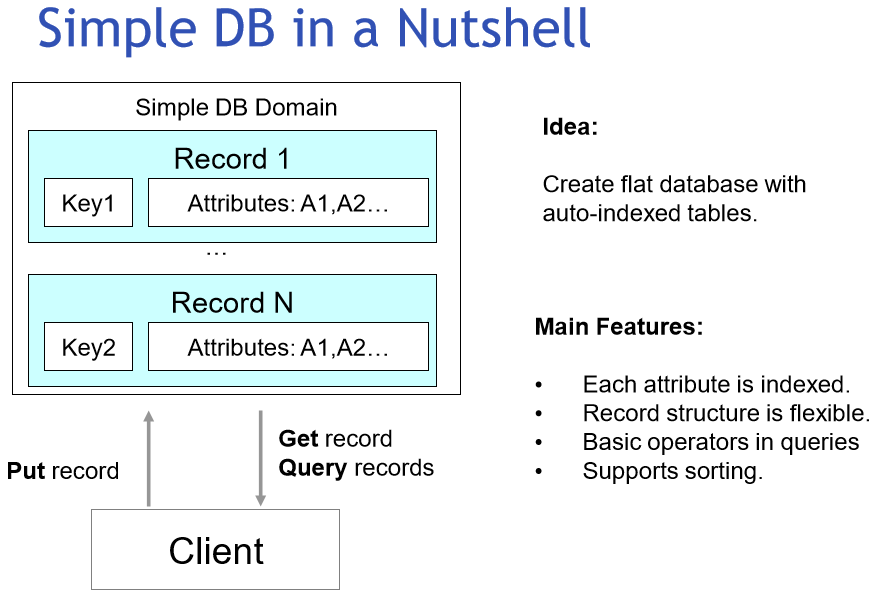 Simple DB in a Nutshell
Simple DB Domain
Record 1
Key1
Attributes: A1,A2…
…
Record N
Key2
Attributes: A1,A2…
Put record
Get record
Query records
Client
Idea:
Create flat database with
auto-indexed tables.
Main Features:
• Each attribute is indexed.
• Record structure is flexible.
• Basic operators in queries
• Supports sorting.